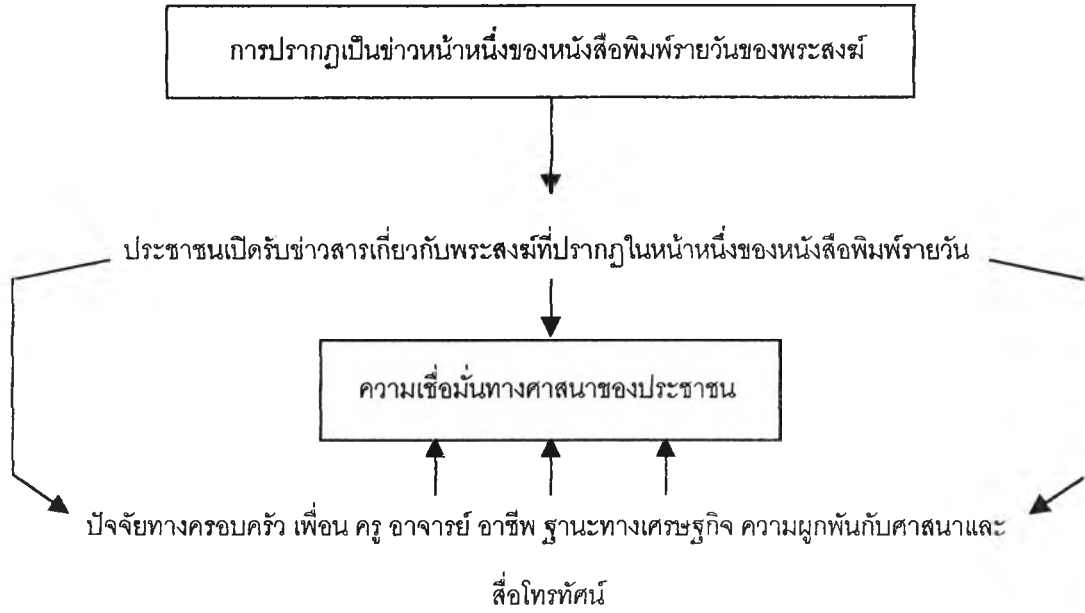 การปรากฏเป็นข่าวหน้าหนึ่งของหนังสือพิมพ์รายวันของพระสงฆ์
ประชาชนเปิดรับข่าวสารเกี่ยวกับพระสงฆ์ที่ปรากฏในหน้าหนึ่งของหนังสือพิมพ์รายวัน
ความเชื่อมั่นทางศาสนาของประชาชน
ปัจจัยทางครอบครัว เพื่อน ครู อาจารย์ อาชีพ ฐานะทางเศรษฐกิจ ความผูกพันกับศาสนาและ
สื่อโทรทัศน์